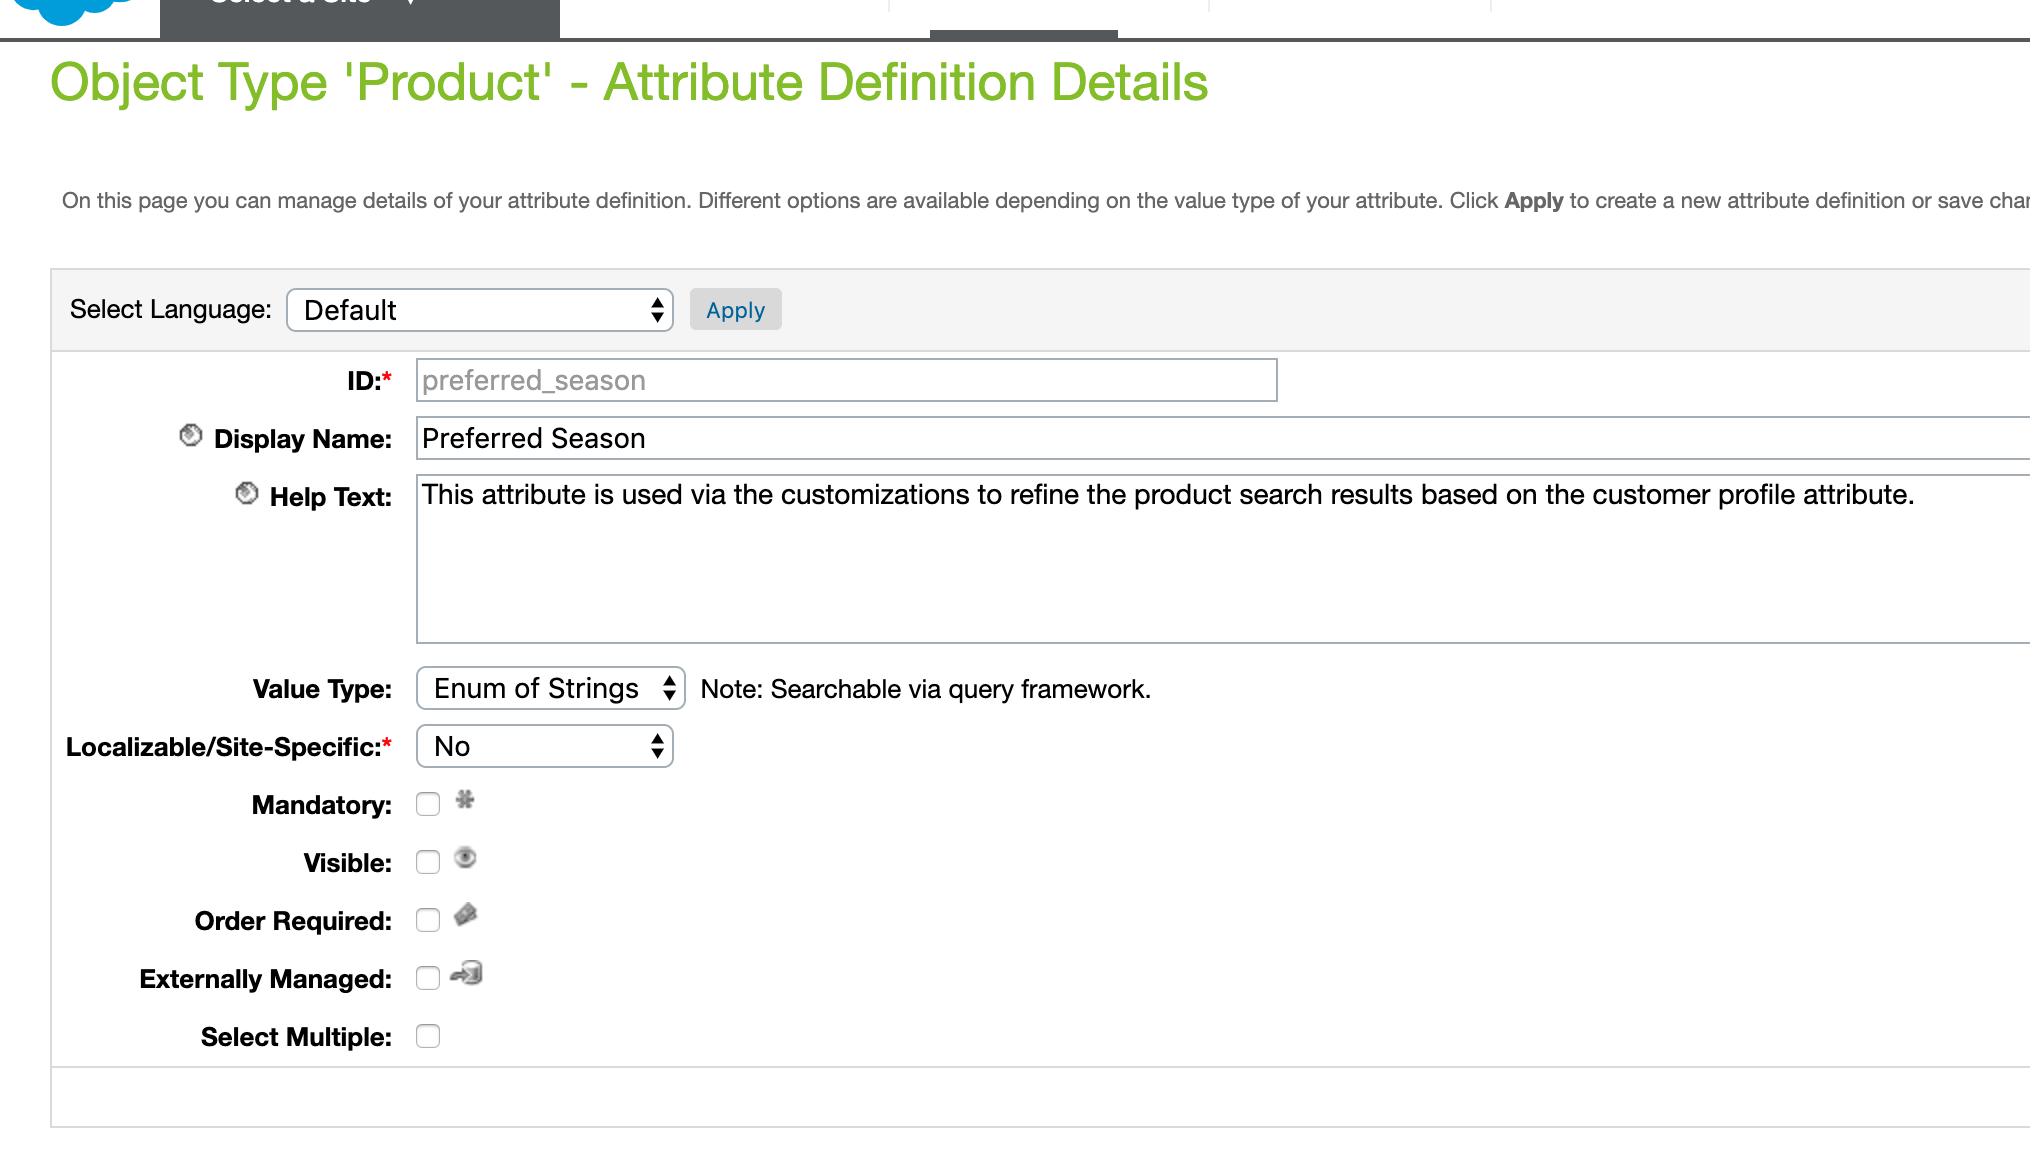 Select a Site
Object Type 'Product' - Attribute Definition Details
On this page you can manage details of your attribute definition. Different options are available depending on the value type of your attribute. Click Apply to create a new attribute definition or save
Select Language: Default Apply
ID:* preferred_season
Display Name: Preferred Season
Help Text: This attribute is used via the customizations to refine the product search results based on the customer profile attribute.
Value Type: Enum of Strings Note: Searchable via query framework.
Localizable/Site-Specific:* No
Mandatory:
Visible:
Order Required:
Externally Managed:
Select Multiple: